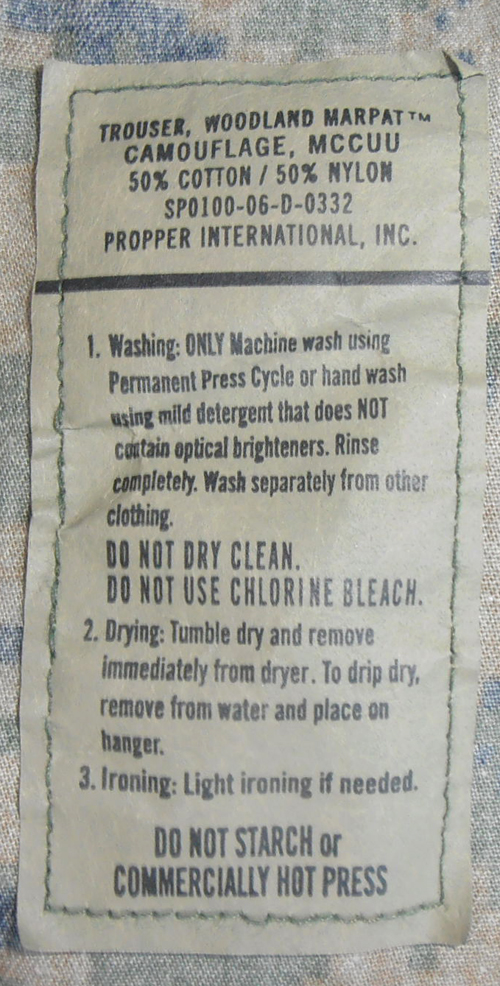 TROUSER, WOODLAND MARPAT™
CAMOUFLAGE, MCCUU
50% COTTON / 50% NYLON
SP0100-06-D-0332
PROPPER INTERNATIONAL, INC.
1. Washing: ONLY Machine wash using
Permanent Press Cycle or hand wash
using mild detergent that does NOT
contain optical brighteners. Rinse
completely. Wash separately from other
clothing.
DO NOT DRY CLEAN.
DO NOT USE CHLORINE BLEACH.
2. Drying: Tumble dry and remove
immediately from dryer. To drip dry,
remove from water and place on
hanger.
3. Ironing: Light ironing if needed.
DO NOT STARCH or
COMMERCIALLY HOT PRESS